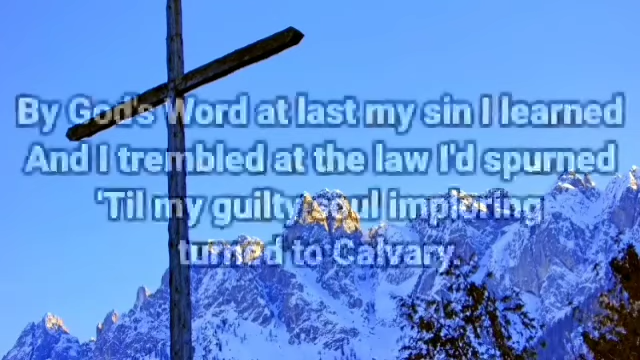 By God's Word at last my sin I learned
And I trembled at the law I'd spurned
'Til my guilty soul imploring
turned to Calvary.